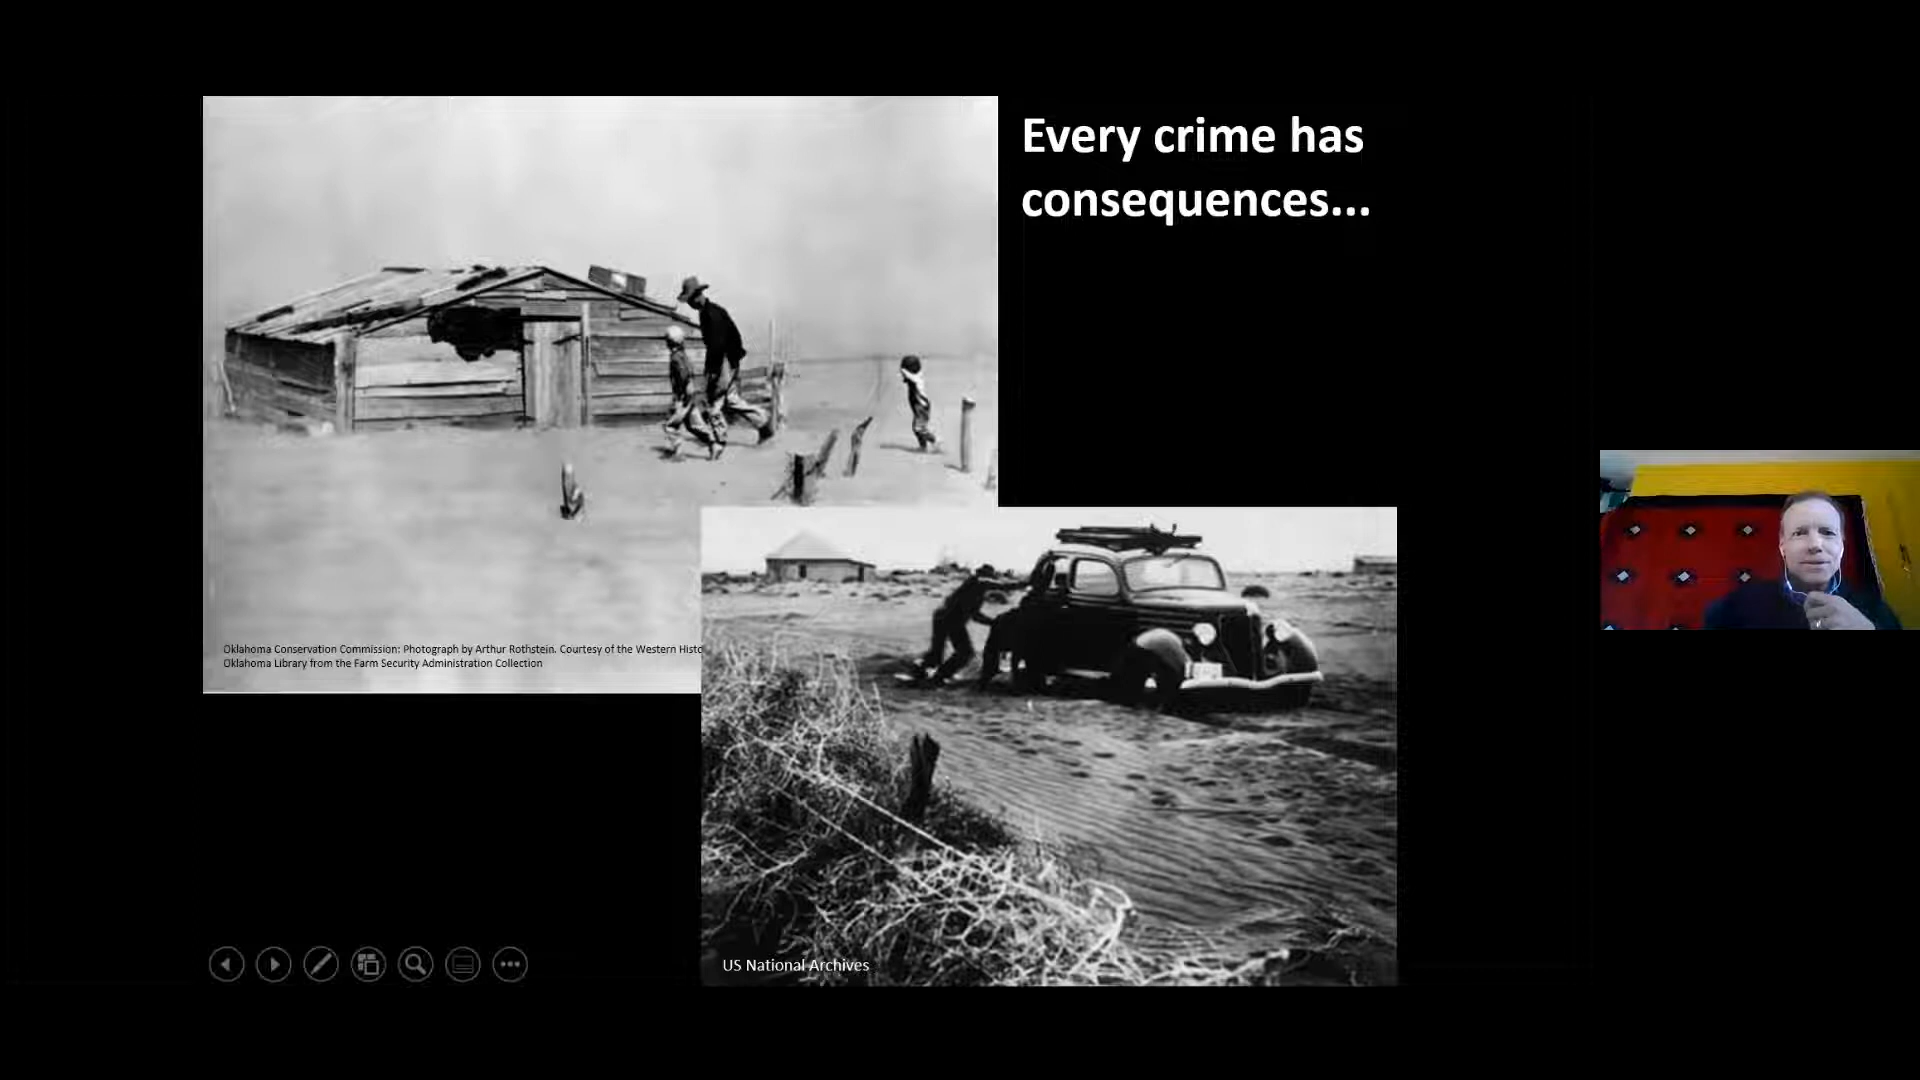 Every crime has
consequences...
Oklahoma Conservation Commission: Photograph by Arthur Rothstein. Courtesy of the Western
Oklahoma Library from the Farm Security Administration Collection
US National Archives